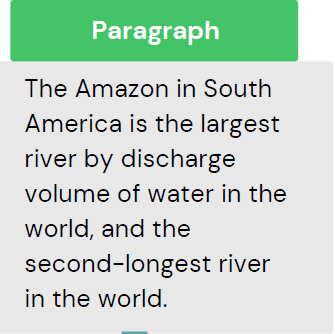 Paragraph
The Amazon in South
America is the largest
river by discharge
volume of water in the
world, and the
second-longest river
in the world.